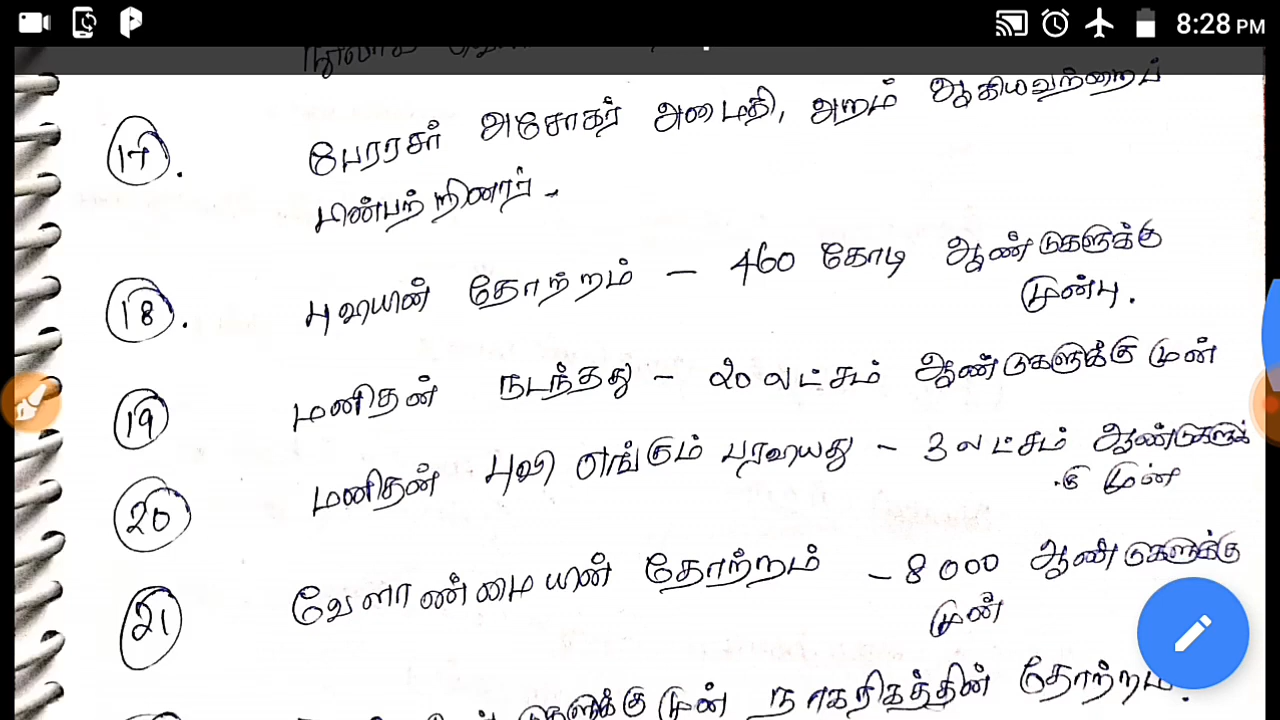 8:28 PM
17. பேரரசர் அசோகர் அமைதி, அறம் ஆகியவற்றைப்
பின்பற்றினார்.
18. புவியின் தோற்றம் - 460 கோடி ஆண்டுகளுக்கு
முன்பு.
19 மனிதன் நடந்தது - 20 லட்சம் ஆண்டுகளுக்கு முன்
20 மனிதன் புவி எங்கும் பரவியது - 3 லட்சம் ஆண்டுகளுக்
கு முன்
21 வேளாண்மையின் தோற்றம் - 8000 ஆண்டுகளுக்கு
முன்
முன் நாகரிகத்தின் தோற்றம்.